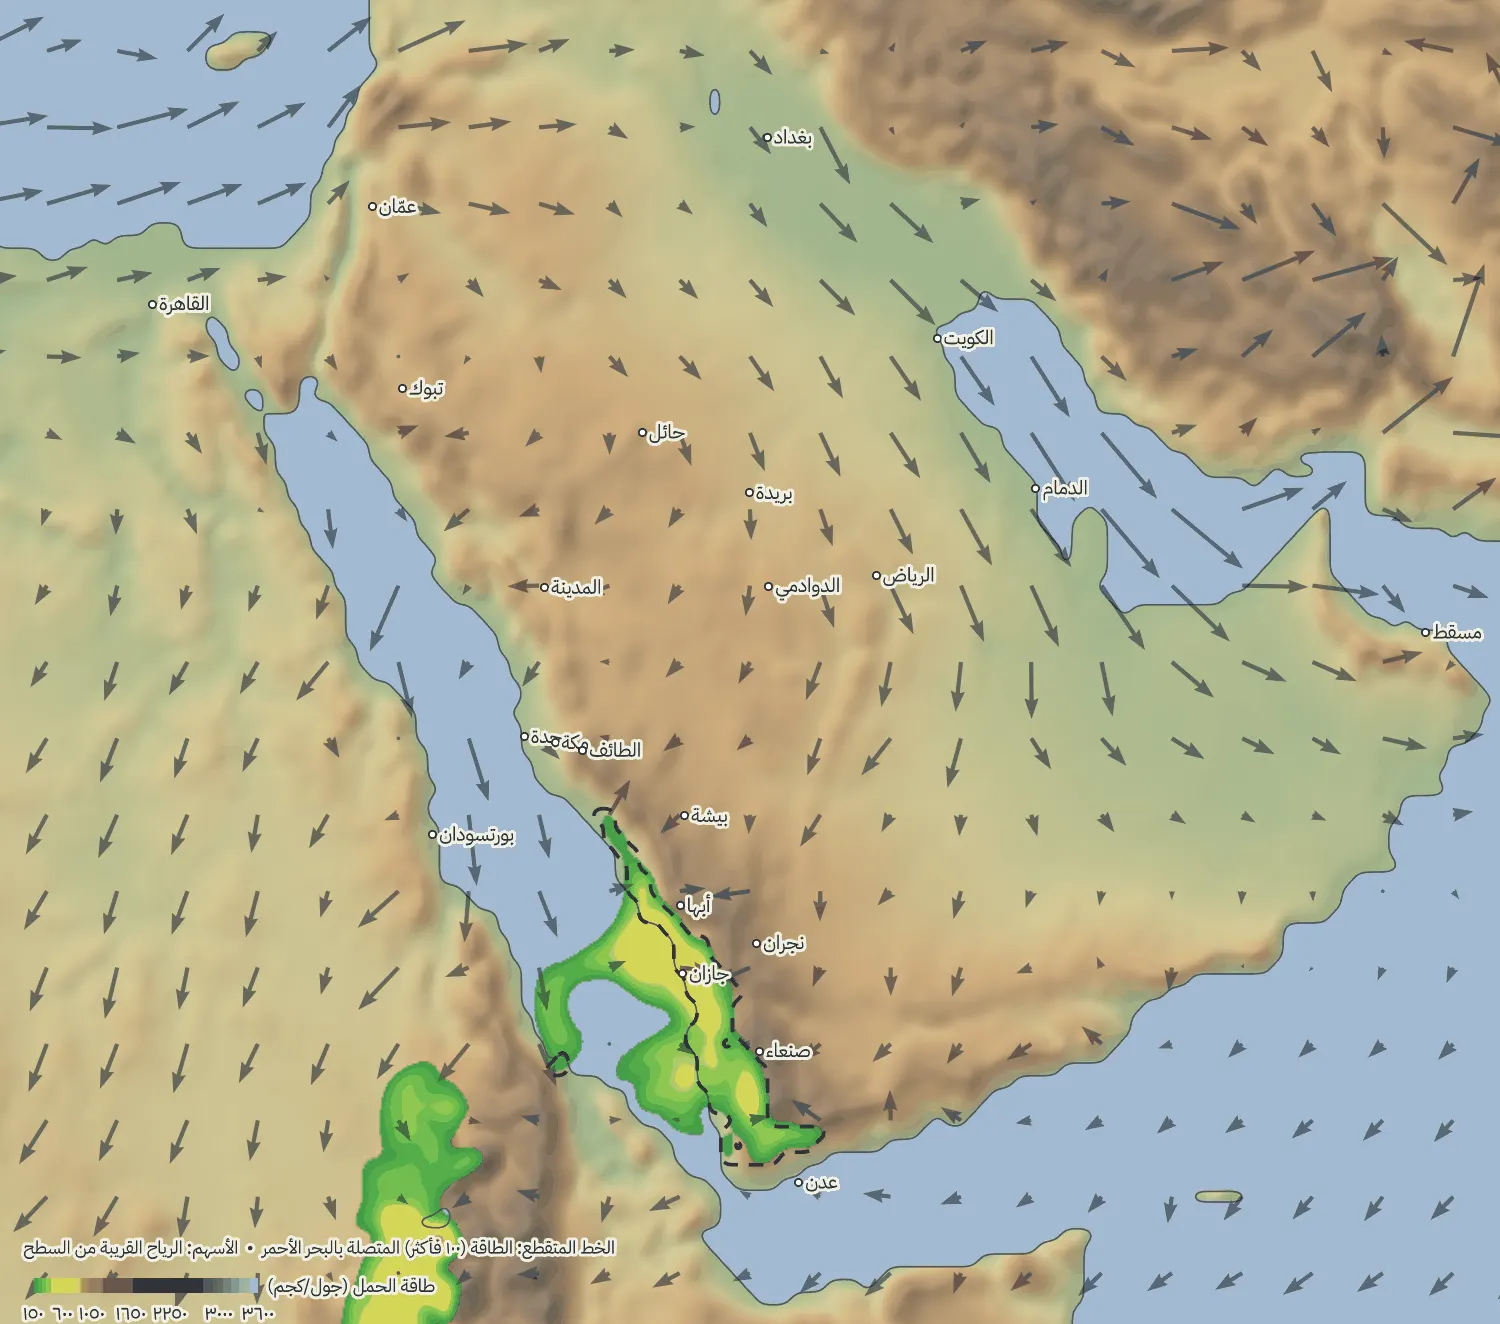 بغداد
عمّان
القاهرة
الكويت
تبوك
حائل
الدمام
بريدة
الرياض
الدوادمي
المدينة
مسقط
جدة
مكة
الطائف
بيشة
بورتسودان
أبها
نجران
جازان
صنعاء
عدن
الخط المتقطع: الطاقة (١٠٠ فأكثر) المتصلة بالبحر الأحمر • الأسهم: الرياح القريبة من السطح
طاقة الحمل (جول/كجم)
١٥٠ ٦٠٠ ١٠٥٠ ١٦٥٠ ٢٢٥٠ ٣٠٠٠ ٣٦٠٠